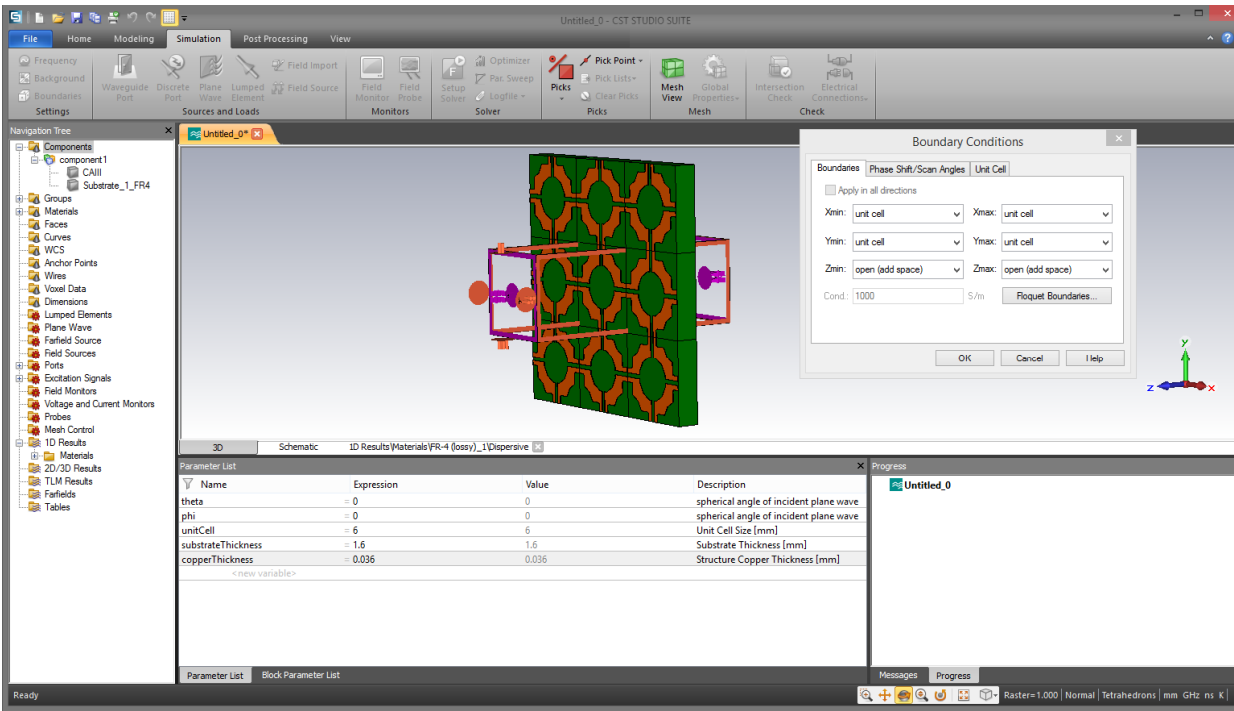 Untitled_0 - CST STUDIO SUITE
File Home Modeling Simulation Post Processing View
Frequency
Background
Boundaries
Settings
Waveguide Port
Discrete Port
Plane Wave
Lumped Element
Field Import
Field Source
Sources and Loads
Field Monitor
Field Probe
Monitors
Setup Solver
Optimizer
Par. Sweep
Logfile
Solver
Picks
Pick Point
Pick Lists
Clear Picks
Picks
Mesh View
Global Properties
Mesh
Intersection Check
Electrical Connections
Check
Navigation Tree
Components
component1
CAIII
Substrate_1_FR4
Groups
Materials
Faces
Curves
WCS
Anchor Points
Wires
Voxel Data
Dimensions
Lumped Elements
Plane Wave
Farfield Source
Field Sources
Ports
Excitation Signals
Field Monitors
Voltage and Current Monitors
Probes
Mesh Control
1D Results
Materials
2D/3D Results
TLM Results
Farfields
Tables
Untitled_0*
Boundary Conditions
Boundaries Phase Shift/Scan Angles Unit Cell
Apply in all directions
Xmin: unit cell Xmax: unit cell
Ymin: unit cell Ymax: unit cell
Zmin: open (add space) Zmax: open (add space)
Cond.: 1000 S/m Floquet Boundaries...
OK Cancel Help
y
z x
3D Schematic 1D Results\Materials\FR-4 (lossy)_1\Dispersive
Parameter List
Name Expression Value Description
theta = 0 0 spherical angle of incident plane wave
phi = 0 0 spherical angle of incident plane wave
unitCell = 6 6 Unit Cell Size [mm]
substrateThickness = 1.6 1.6 Substrate Thickness [mm]
copperThickness = 0.036 0.036 Structure Copper Thickness [mm]
<new variable>
Parameter List Block Parameter List
Progress
Untitled_0
Messages Progress
Ready
Raster=1.000 Normal Tetrahedrons mm GHz ns K